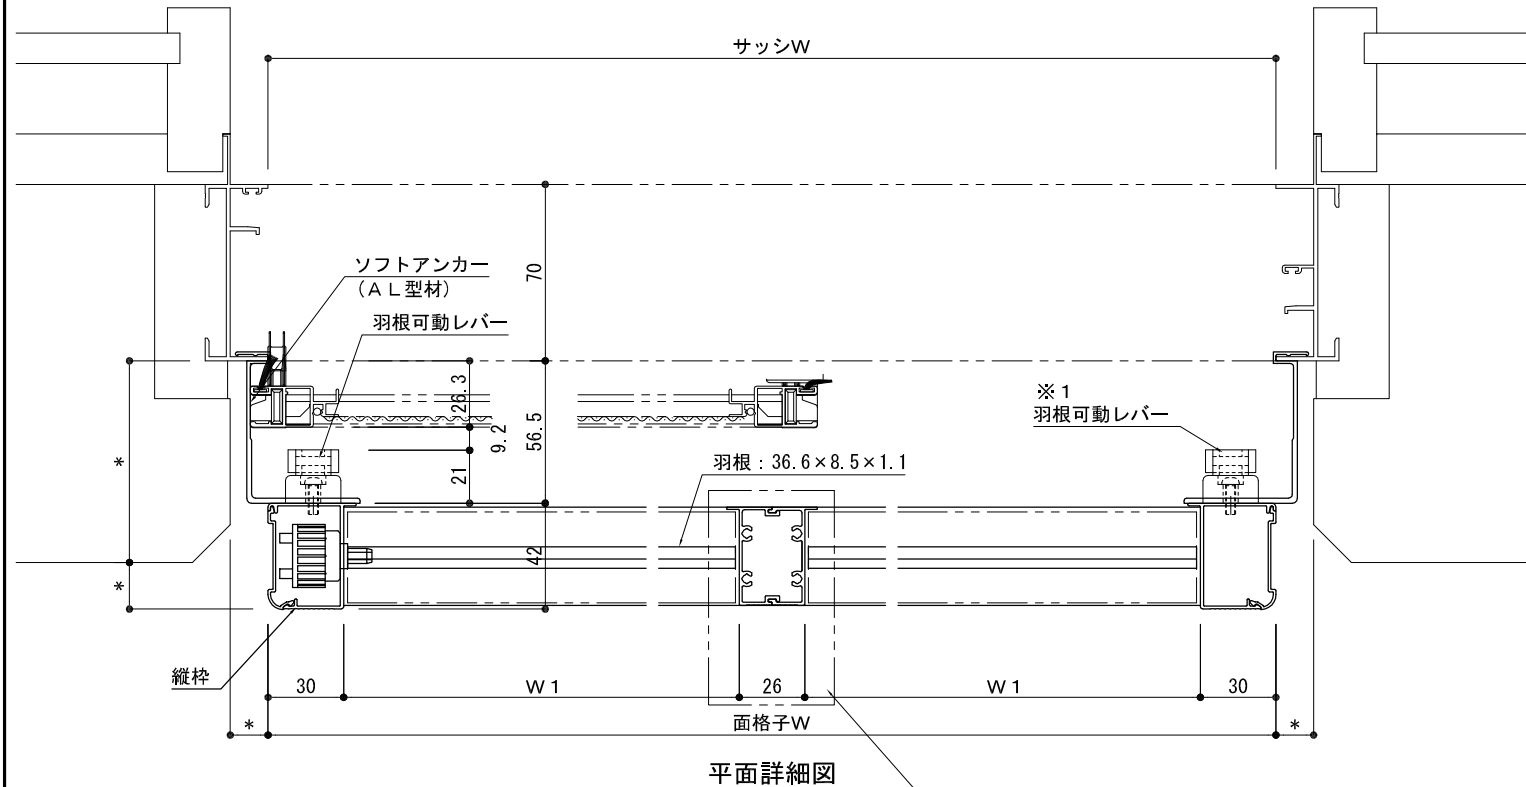 サッシW
ソフトアンカー
（ＡＬ型材）
70
羽根可動レバー
26.3
9.2
56.5
21
※１
羽根可動レバー
*
羽根：36.6×8.5×1.1
42
*
縦枠
30
W１
26
W１
30
*
面格子W
*
平面詳細図